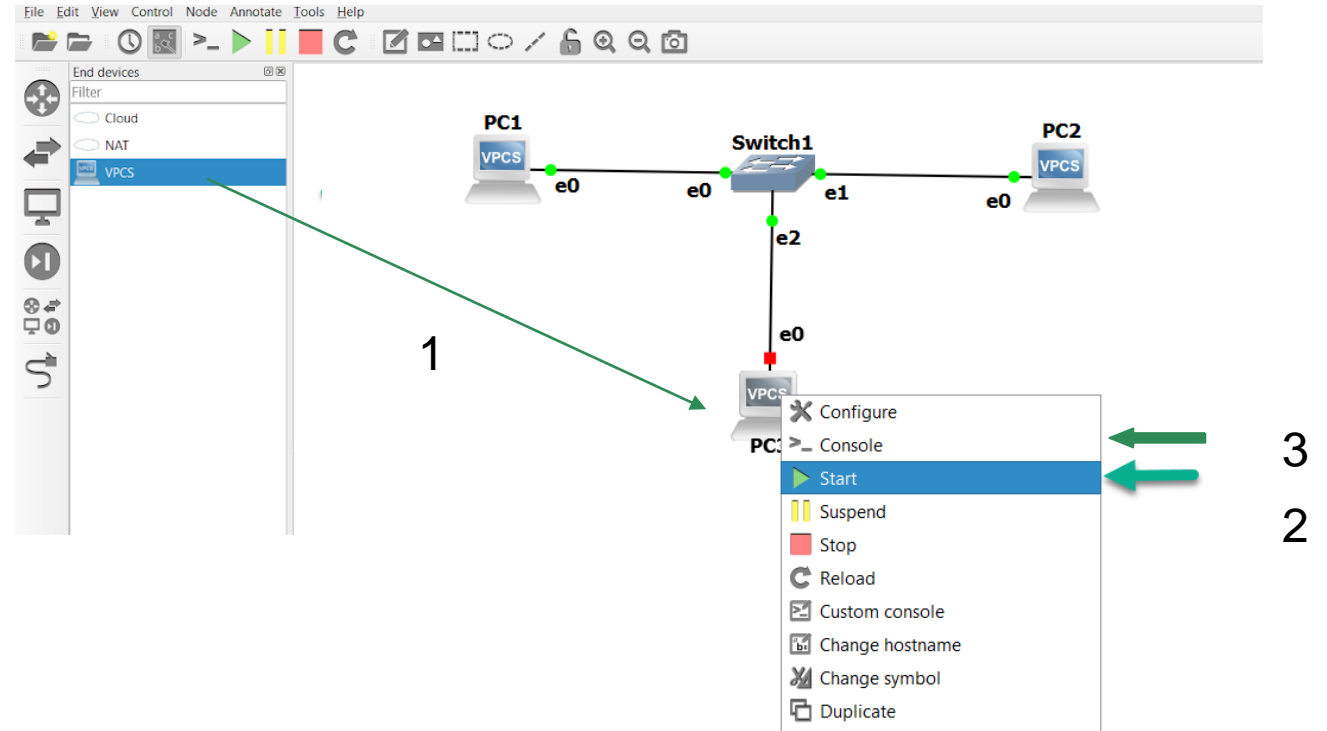 File Edit View Control Node Annotate Tools Help
End devices
Filter
Cloud
NAT
VPCS
PC1
VPCS
e0
Switch1
e0
e1
PC2
VPCS
e0
e2
1
e0
VPCS
PC3
Configure
Console
Start
Suspend
Stop
Reload
Custom console
Change hostname
Change symbol
Duplicate
3
2